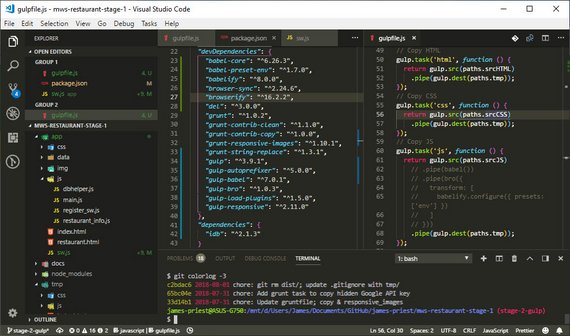 gulpfile.js - mws-restaurant-stage-1 - Visual Studio Code
File Edit Selection View Go Debug Tasks Help
EXPLORER
OPEN EDITORS
GROUP 1
gulpfile.js 4, U
package.json M
sw.js app 9, M
GROUP 2
gulpfile.js 4, U
MWS-RESTAURANT-STAGE-1
app
css
data
img
js
dbhelper.js
main.js
register_sw.js
restaurant_info.js
index.html
restaurant.html
sw.js 9, M
docs
node_modules
tmp
css
js
OUTLINE
gulpfile.js package.json sw.js
22 "devDependencies": {
23 "babel-core": "^6.26.3",
24 "babel-preset-env": "^1.7.0",
25 "babelify": "^8.0.0",
26 "browser-sync": "^2.24.6",
27 "browserify": "^16.2.2",
28 "del": "^3.0.0",
29 "grunt": "^1.0.2",
30 "grunt-contrib-clean": "^1.1.0",
31 "grunt-contrib-copy": "^1.0.0",
32 "grunt-responsive-images": "^1.10.1",
33 "grunt-string-replace": "^1.3.1",
34 "gulp": "^3.9.1",
35 "gulp-autoprefixer": "^5.0.0",
36 "gulp-babel": "^7.0.1",
37 "gulp-bro": "^1.0.3",
38 "gulp-load-plugins": "^1.5.0",
39 "gulp-responsive": "^2.11.0"
40 },
41 "dependencies": {
42 "idb": "^2.1.3"
43 }
gulpfile.js
49 // Copy HTML
50 gulp.task('html', function () {
51 return gulp.src(paths.srcHTML)
52 .pipe(gulp.dest(paths.tmp));
53 });
54 // Copy CSS
55 gulp.task('css', function () {
56 return gulp.src(paths.srcCSS)
57 .pipe(gulp.dest(paths.tmp));
58 });
59 // Copy JS
60 gulp.task('js', function () {
61 return gulp.src(paths.srcJS)
62 // .pipe(babel())
63 // .pipe(bro({
64 // transform: [
65 // babelify.configure({ presets:
['env'] })
66 // ]
67 // }))
68 .pipe(gulp.dest(paths.tmp));
69 });
PROBLEMS 18 OUTPUT DEBUG CONSOLE TERMINAL 1: bash
$ git colorlog -3
c2bdac6 2018-08-01 chore: git rm dist/; update .gitignore with tmp/
65bc04e 2018-07-31 chore: Add grunt task to copy hidden Google API key
33d14b1 2018-07-31 chore: Update gruntfile; copy & responsive_images
james-priest@ASUS-G750:/mnt/d/Users/James/Documents/GitHub/james-priest/mws-restaurant-stage-1 (stage-2-gulp)
$
stage-2-gulp* 0 16 2 javascript gulpfile.js Ln 56, Col 30 Spaces: 2 UTF-8 CRLF JavaScript Prettier